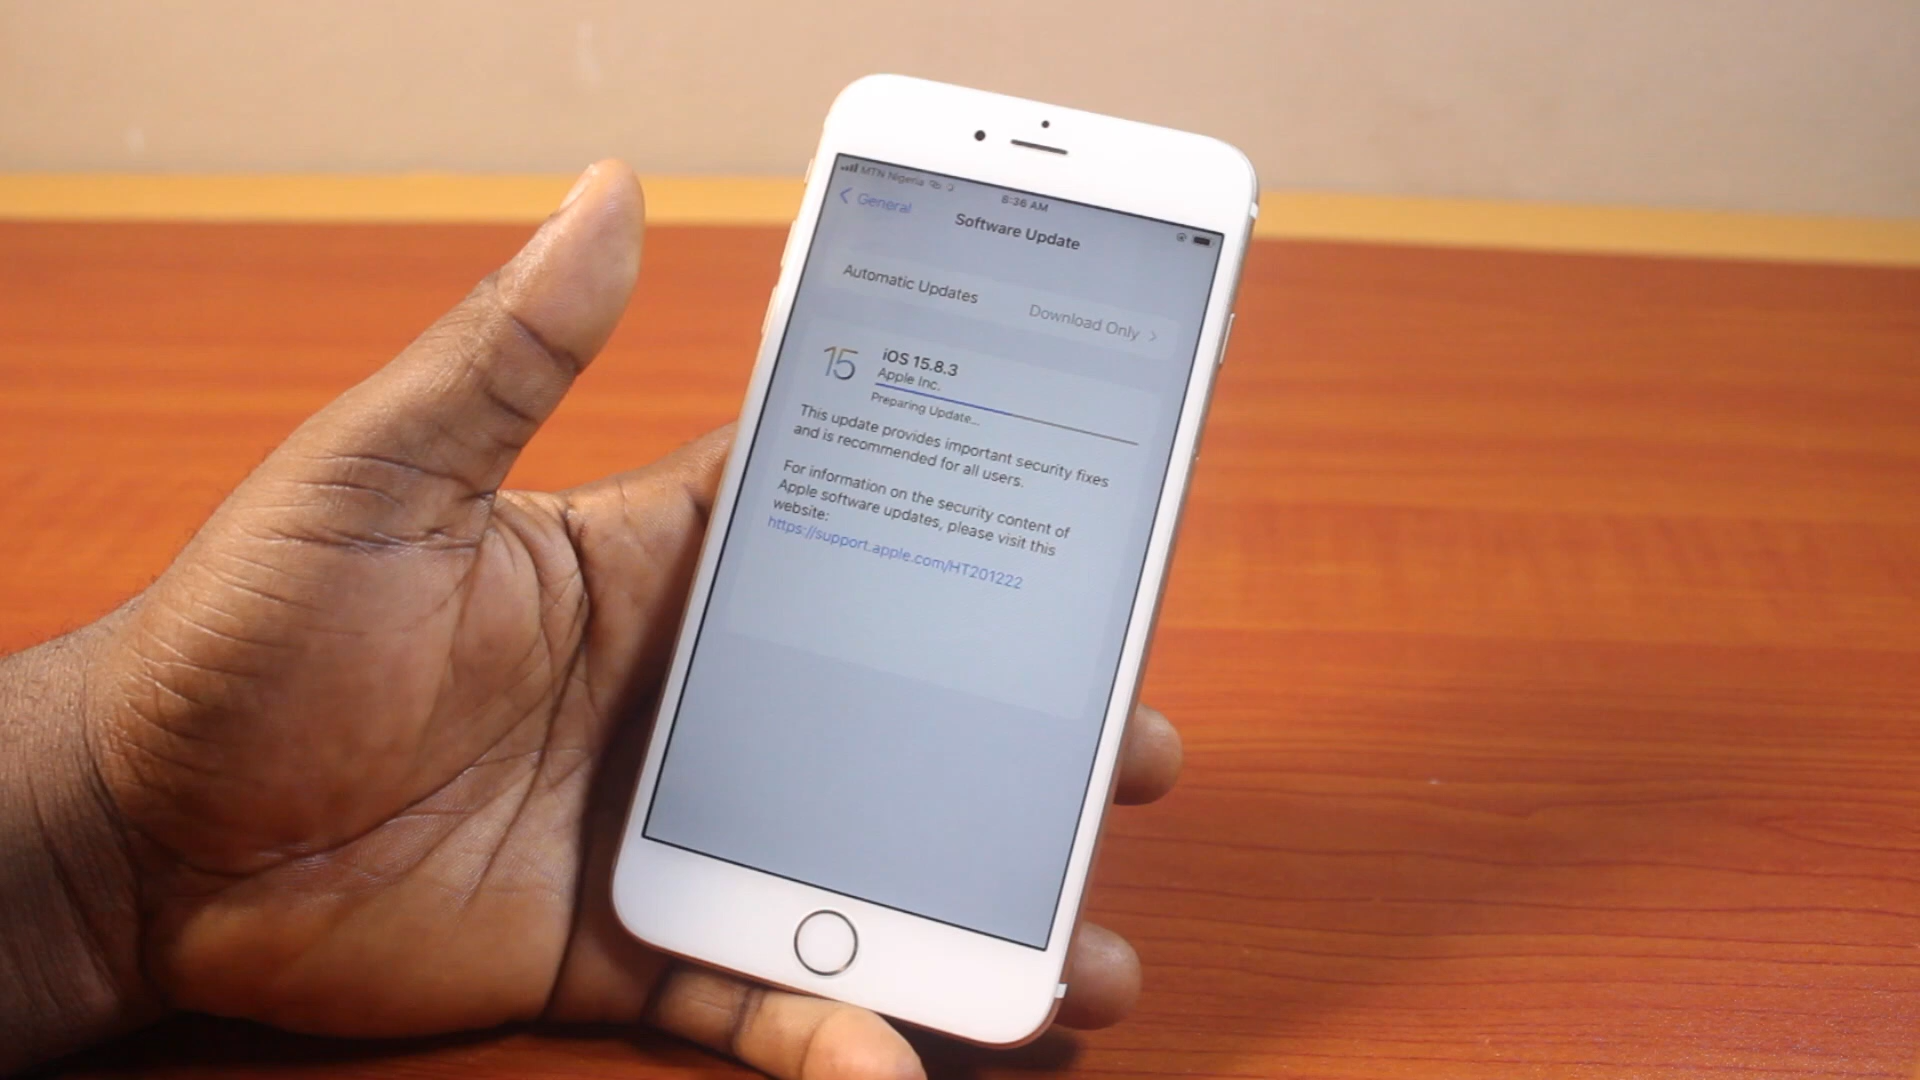 MTN Nigeria
6:36 AM
General
Software Update
Automatic Updates
Download Only
15
iOS 15.8.3
Apple Inc.
Preparing Update...
This update provides important security fixes
and is recommended for all users.
For information on the security content of
Apple software updates, please visit this
website:
https://support.apple.com/HT201222